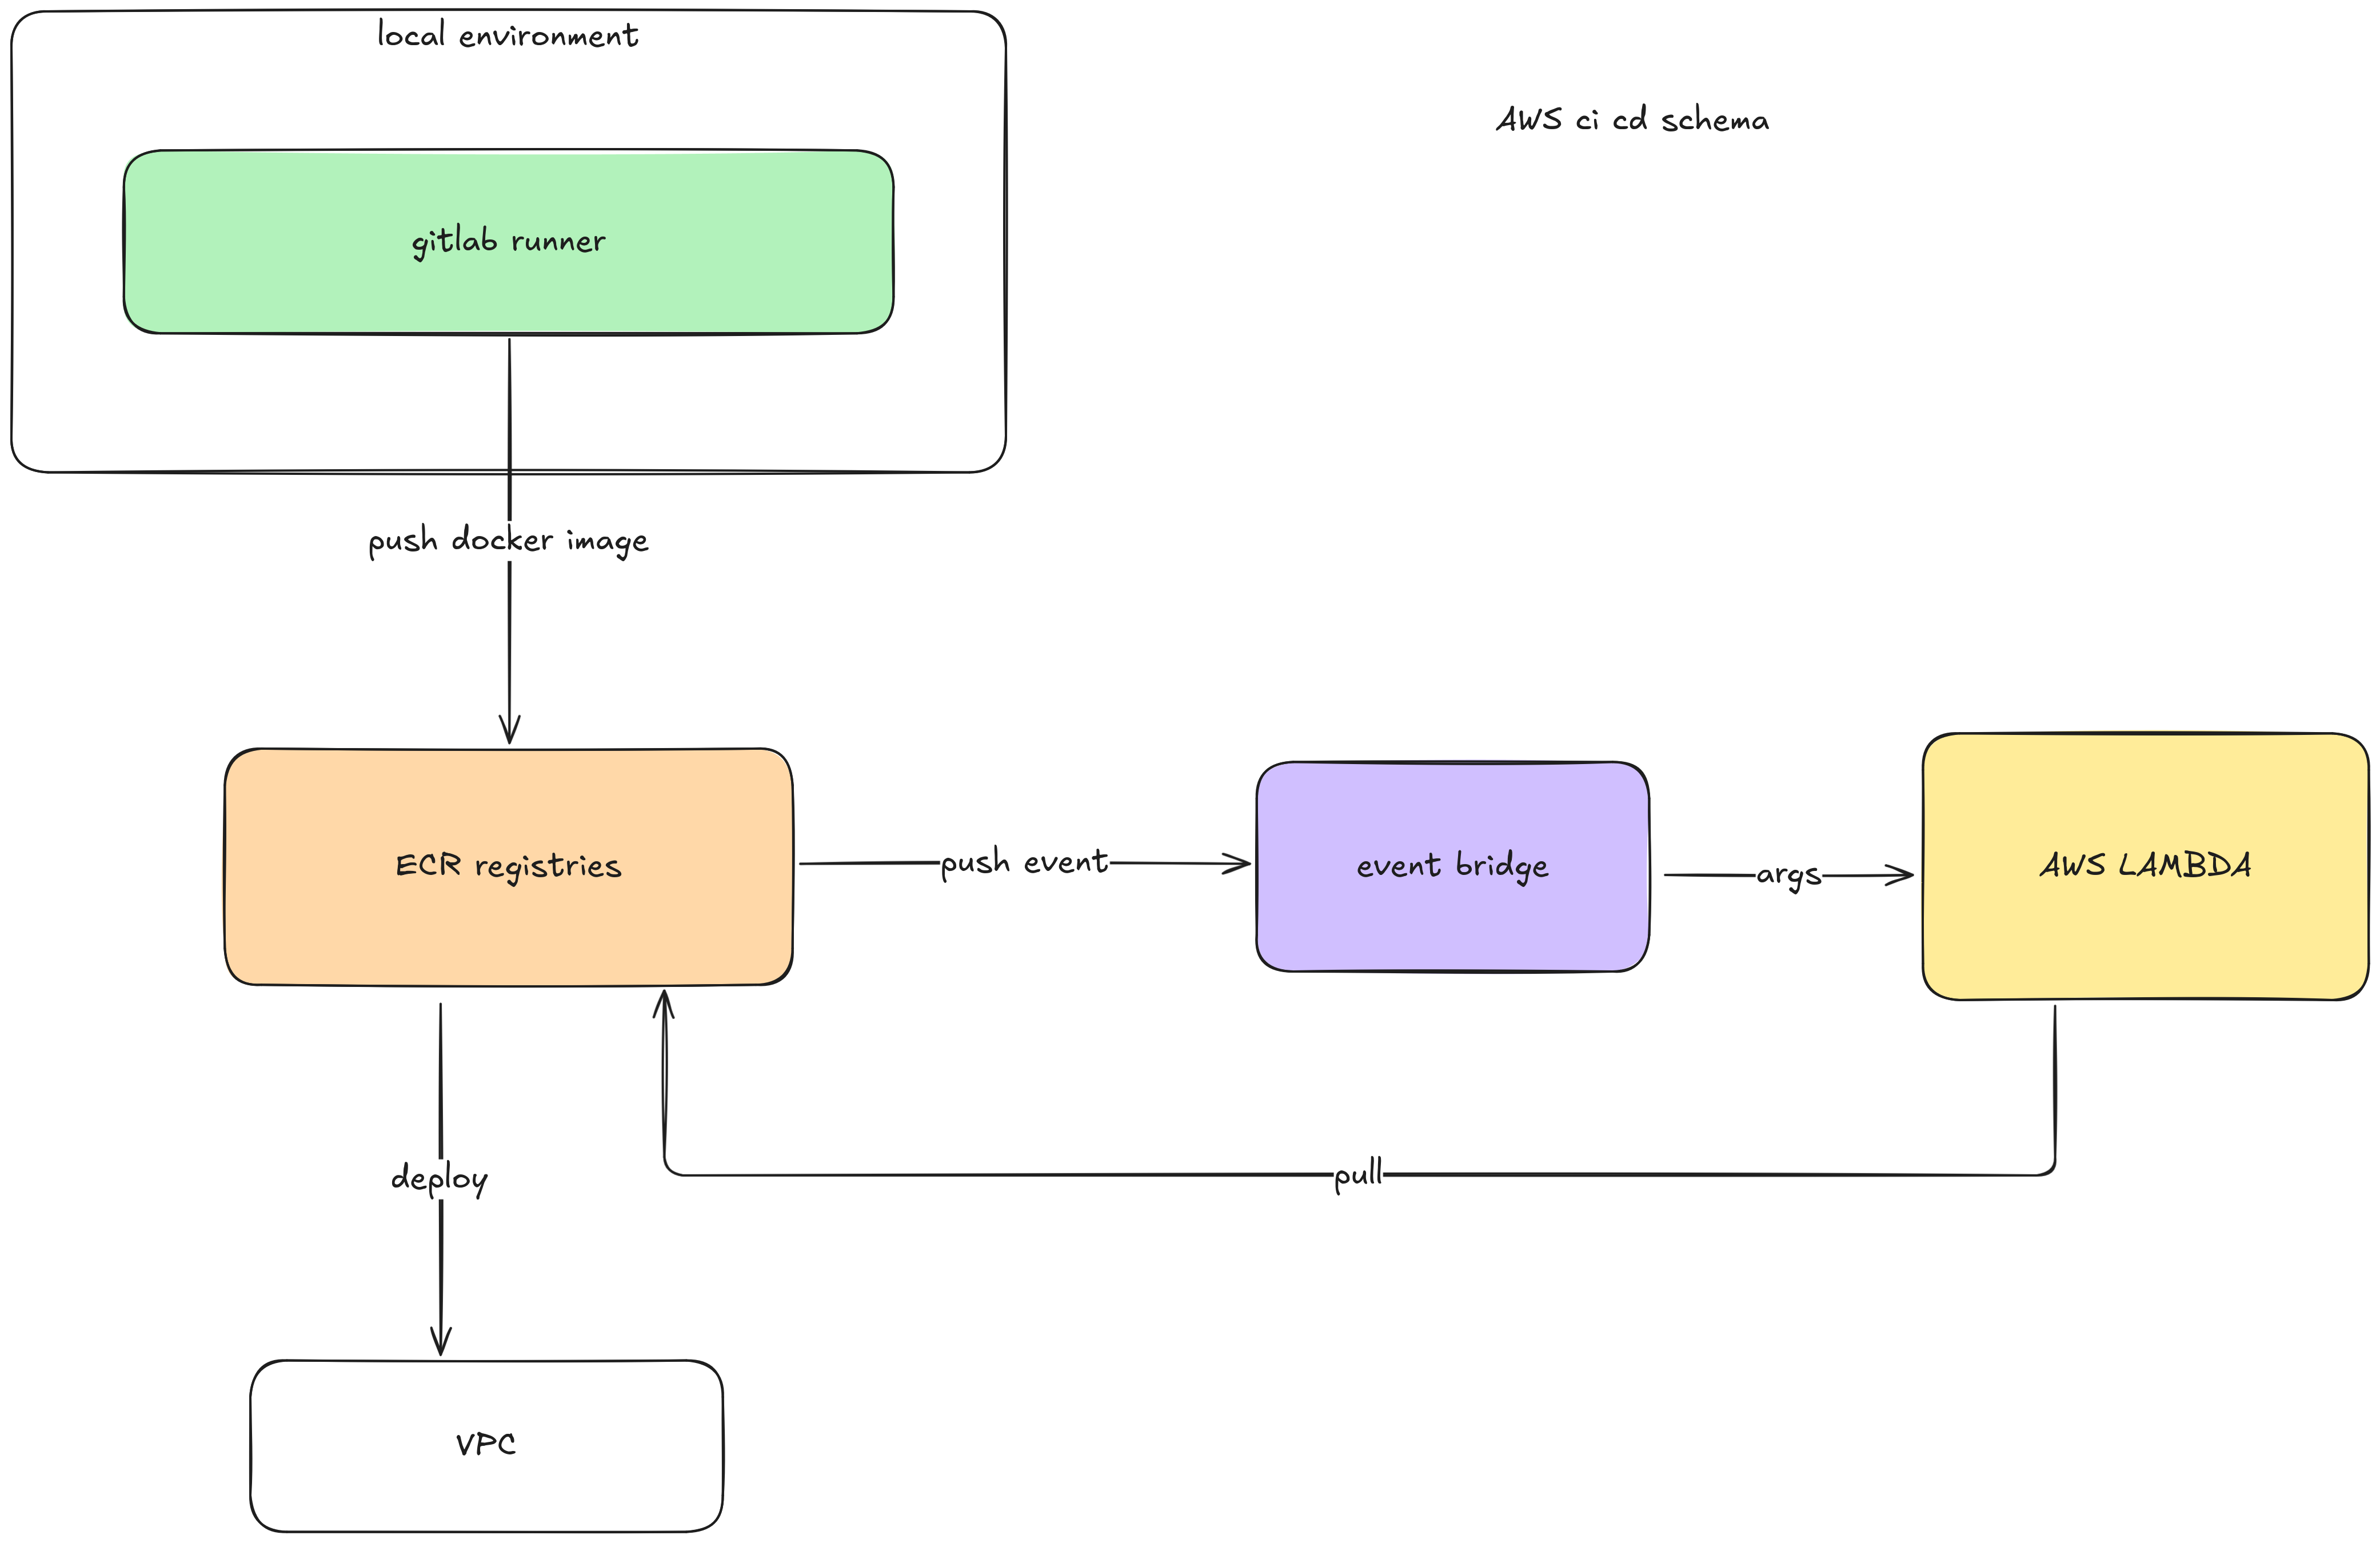 local environment
AWS ci cd schema
gitlab runner
push docker image
ECR registries
push event
event bridge
args
AWS LAMBDA
deploy
pull
VPC